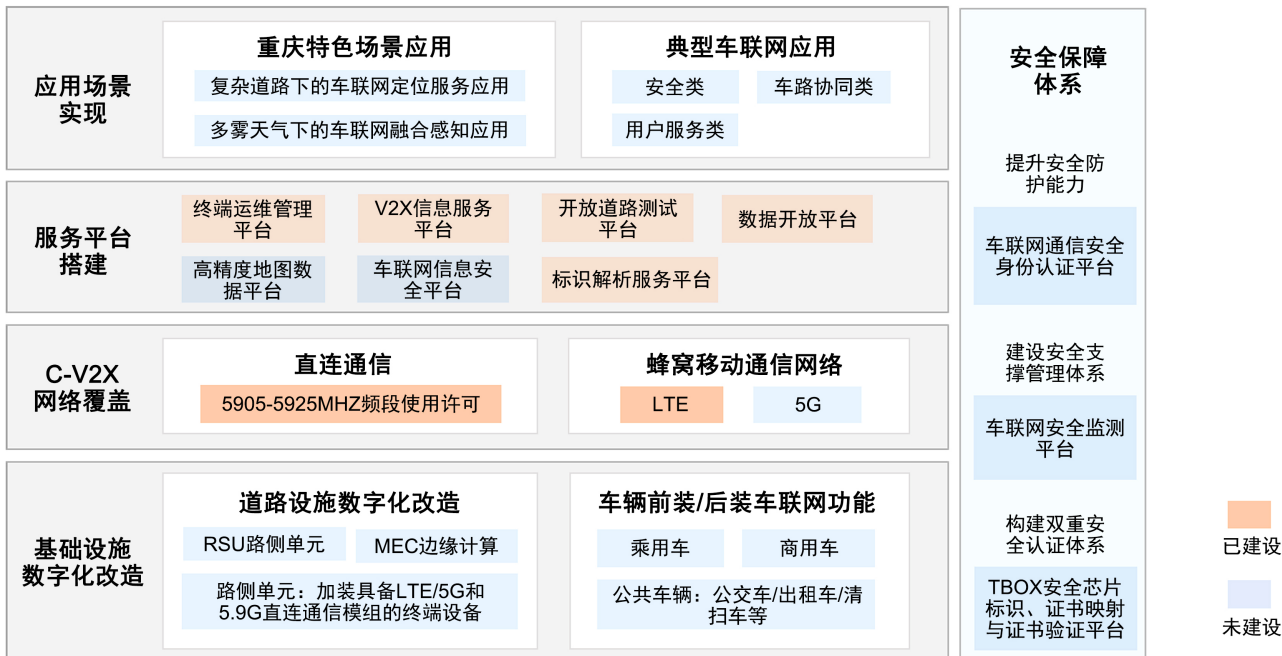 应用场景
实现
重庆特色场景应用
复杂道路下的车联网定位服务应用
多雾天气下的车联网融合感知应用
典型车联网应用
安全类
车路协同类
用户服务类
服务平台
搭建
终端运维管理
平台
V2X信息服务
平台
开放道路测试
平台
数据开放平台
高精度地图数
据平台
车联网信息安
全平台
标识解析服务平台
C-V2X
网络覆盖
直连通信
5905-5925MHZ频段使用许可
蜂窝移动通信网络
LTE
5G
基础设施
数字化改造
道路设施数字化改造
RSU路侧单元
MEC边缘计算
路侧单元：加装具备LTE/5G和
5.9G直连通信模组的终端设备
车辆前装/后装车联网功能
乘用车
商用车
公共车辆：公交车/出租车/清
扫车等
安全保障
体系
提升安全防
护能力
车联网通信安全
身份认证平台
建设安全支
撑管理体系
车联网安全监测
平台
构建双重安
全认证体系
TBOX安全芯片
标识、证书映射
与证书验证平台
已建设
未建设